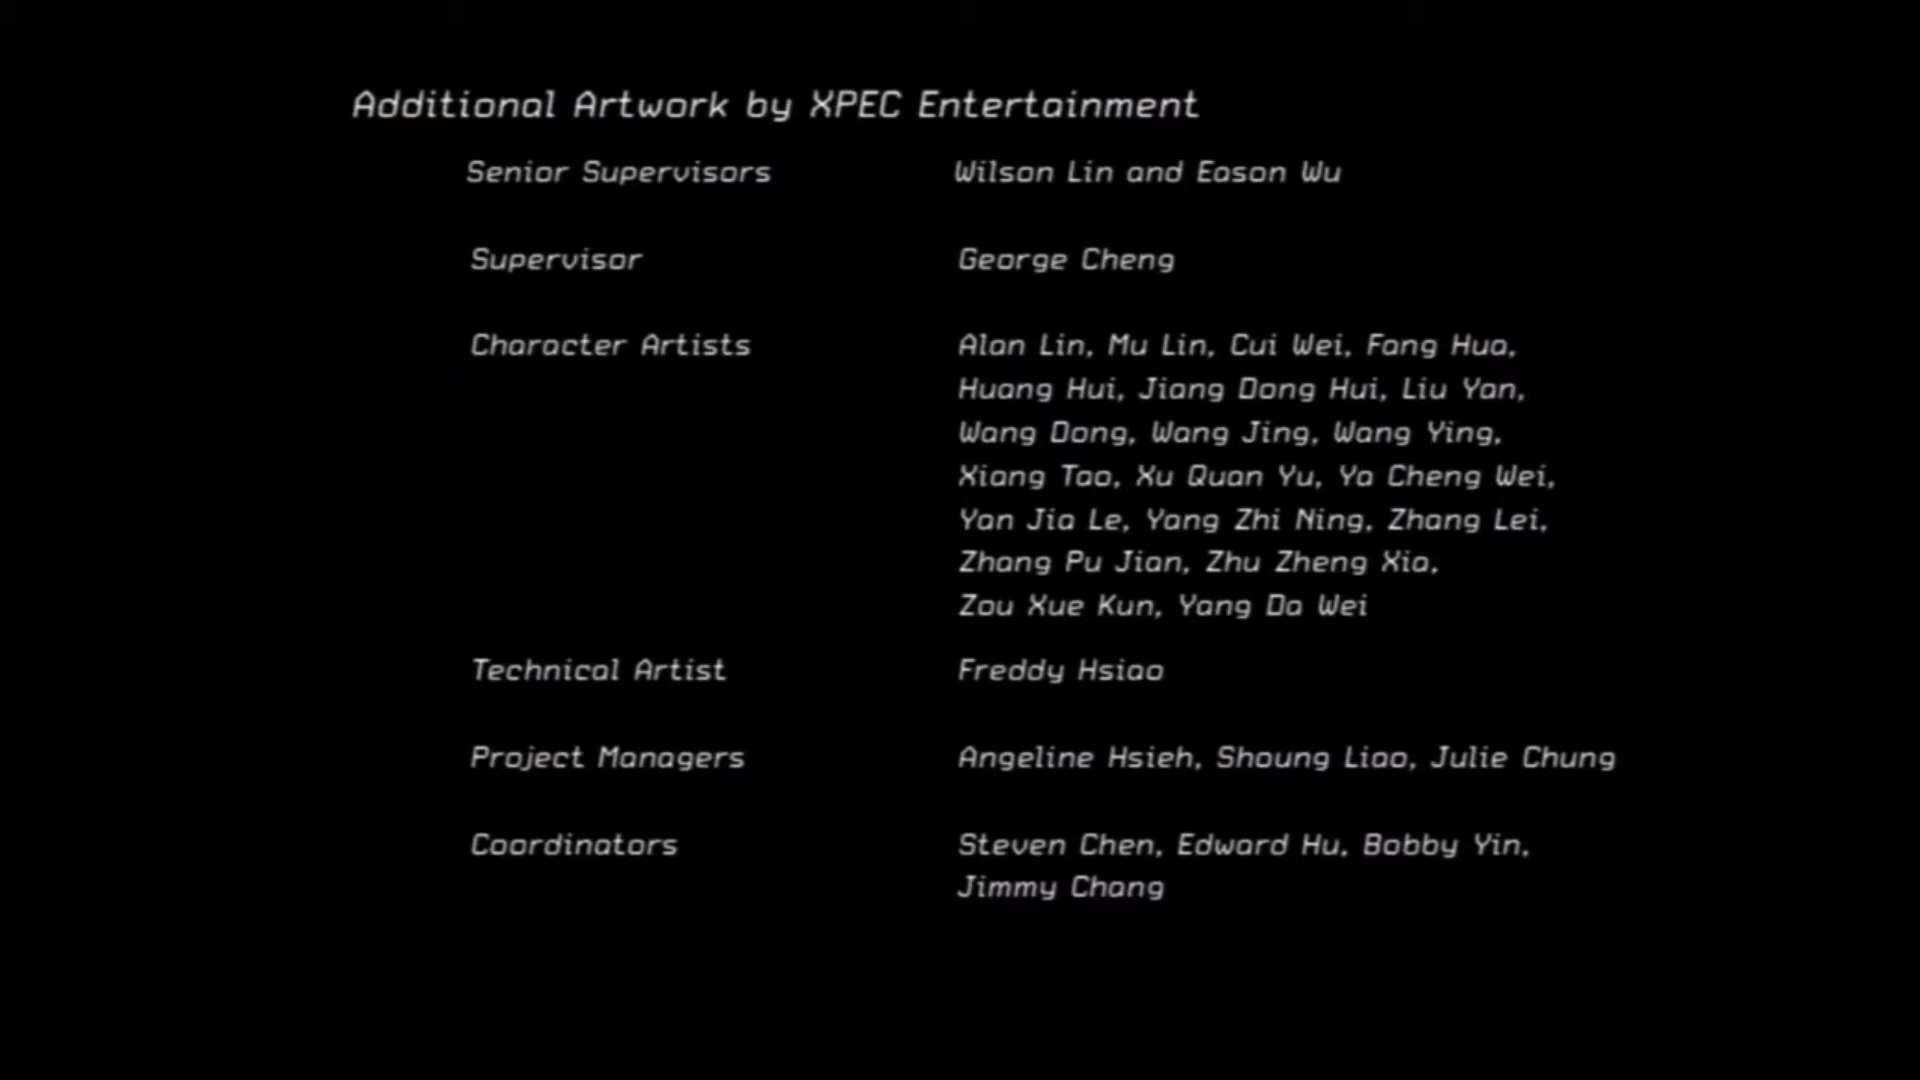 Additional Artwork by XPEC Entertainment
Senior Supervisors Wilson Lin and Eason Wu
Supervisor George Cheng
Character Artists Alan Lin, Mu Lin, Cui Wei, Fang Hua,
Huang Hui, Jiang Dong Hui, Liu Yan,
Wang Dong, Wang Jing, Wang Ying,
Xiang Tao, Xu Quan Yu, Ya Cheng Wei,
Yan Jia Le, Yang Zhi Ning, Zhang Lei,
Zhang Pu Jian, Zhu Zheng Xia,
Zou Xue Kun, Yang Da Wei
Technical Artist Freddy Hsiao
Project Managers Angeline Hsieh, Shoung Liao, Julie Chung
Coordinators Steven Chen, Edward Hu, Bobby Yin,
Jimmy Chang